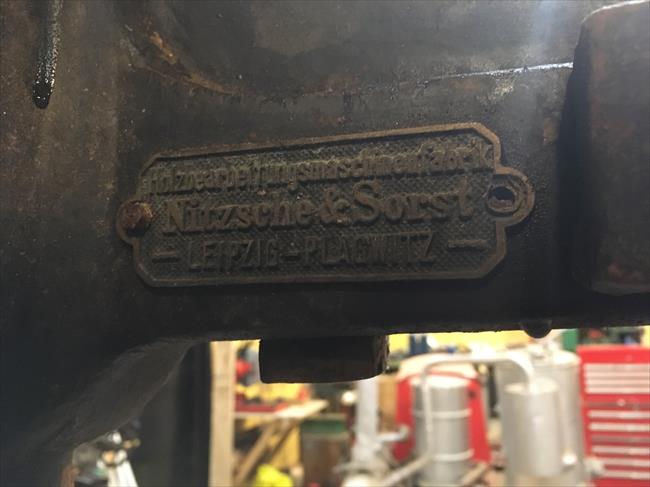 Holzbearbeitungsmaschinenfabrik
Nitzsche & Sorst
— LEIPZIG-PLAGWITZ —